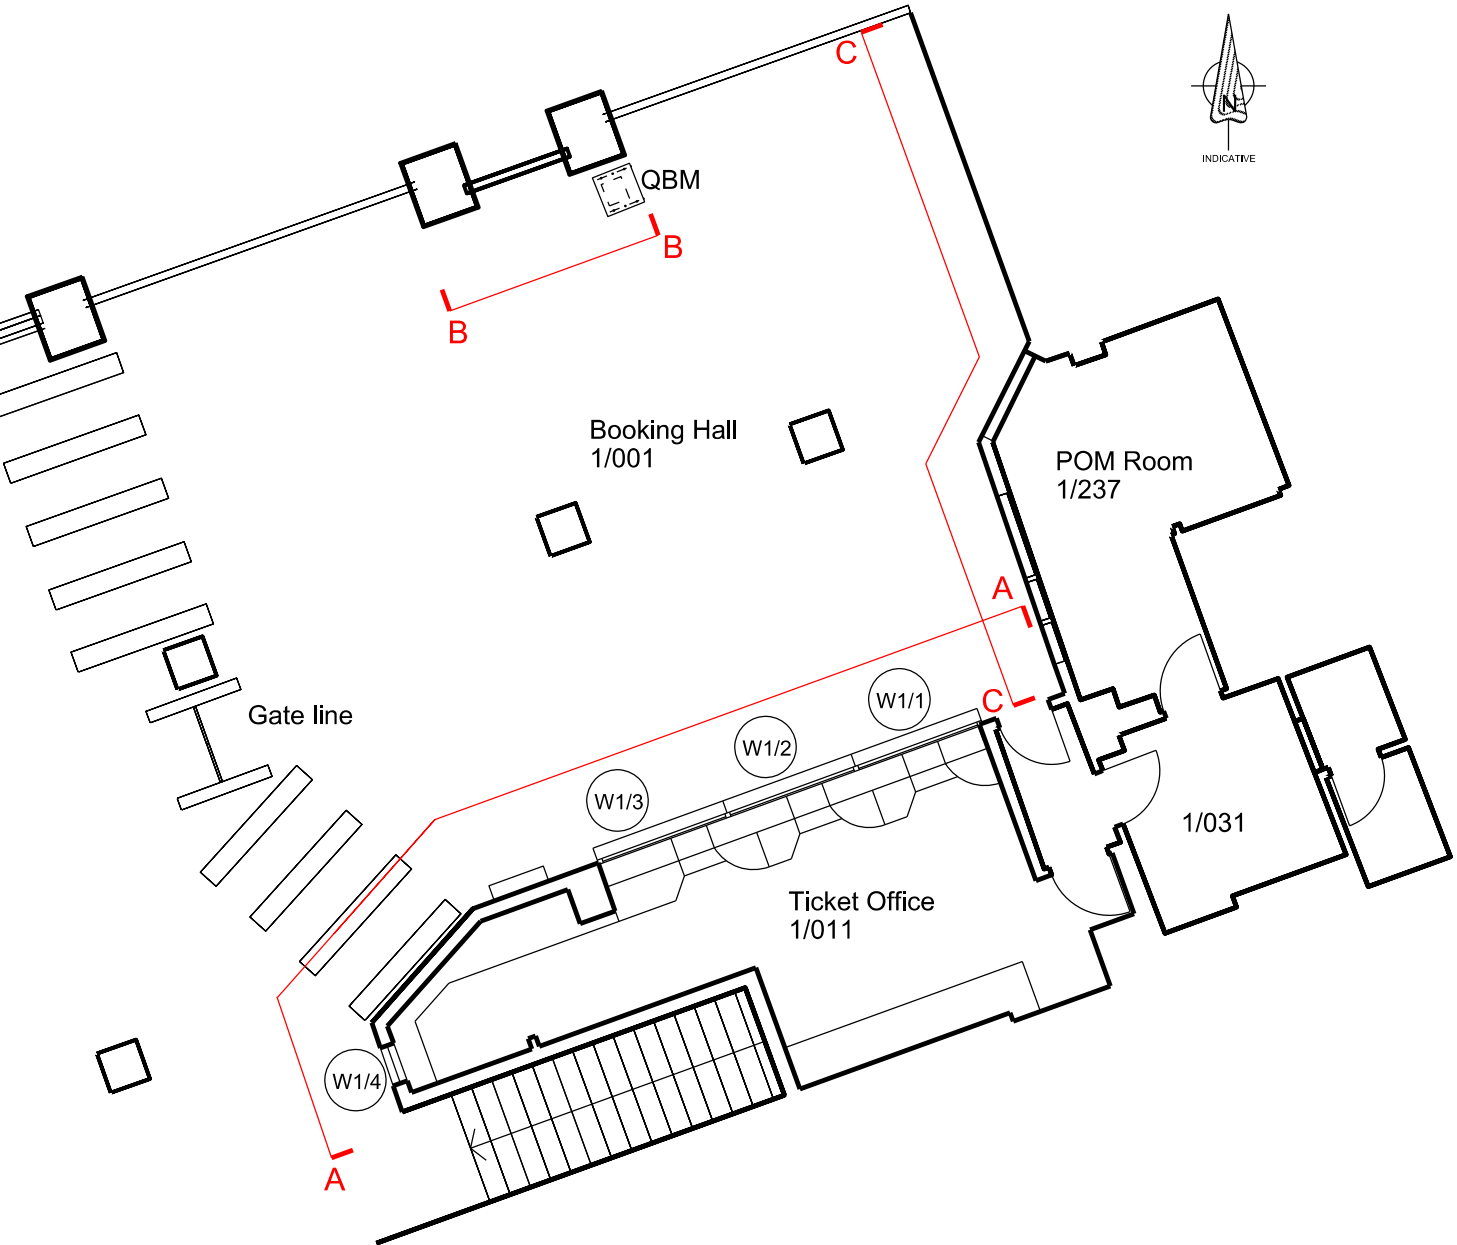 C
N
INDICATIVE
QBM
B
B
Booking Hall
1/001
POM Room
1/237
A
C
W1/1
Gate line
W1/2
W1/3
1/031
Ticket Office
1/011
W1/4
A